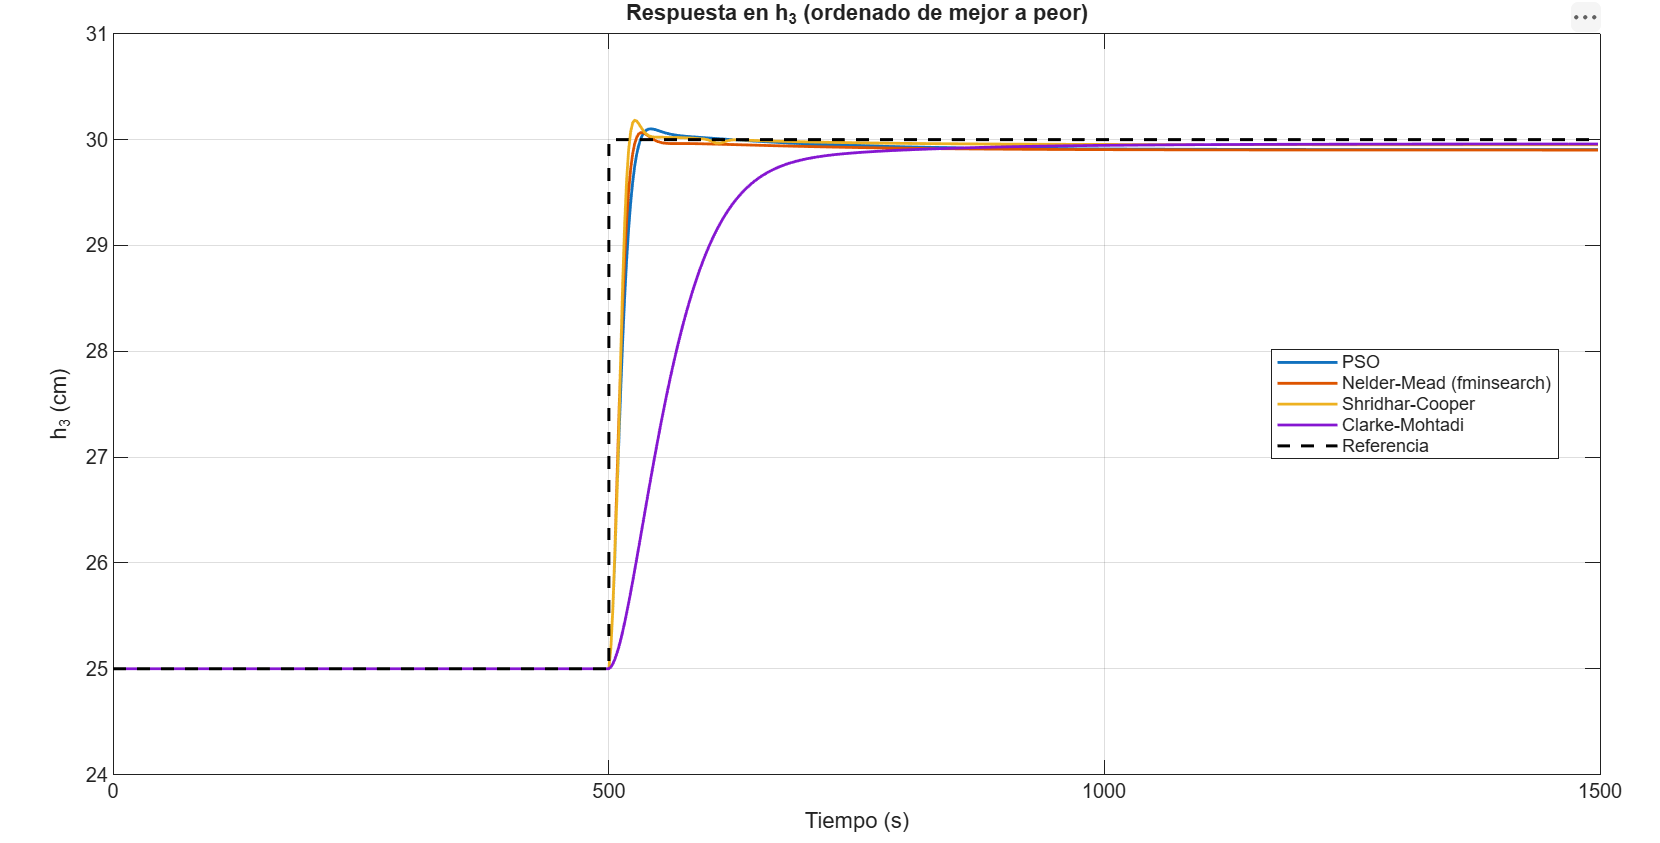 Respuesta en h₃ (ordenado de mejor a peor)
31
30
29
28
27
26
25
24
h₃ (cm)
PSO
Nelder-Mead (fminsearch)
Shridhar-Cooper
Clarke-Mohtadi
Referencia
0 500 1000 1500
Tiempo (s)